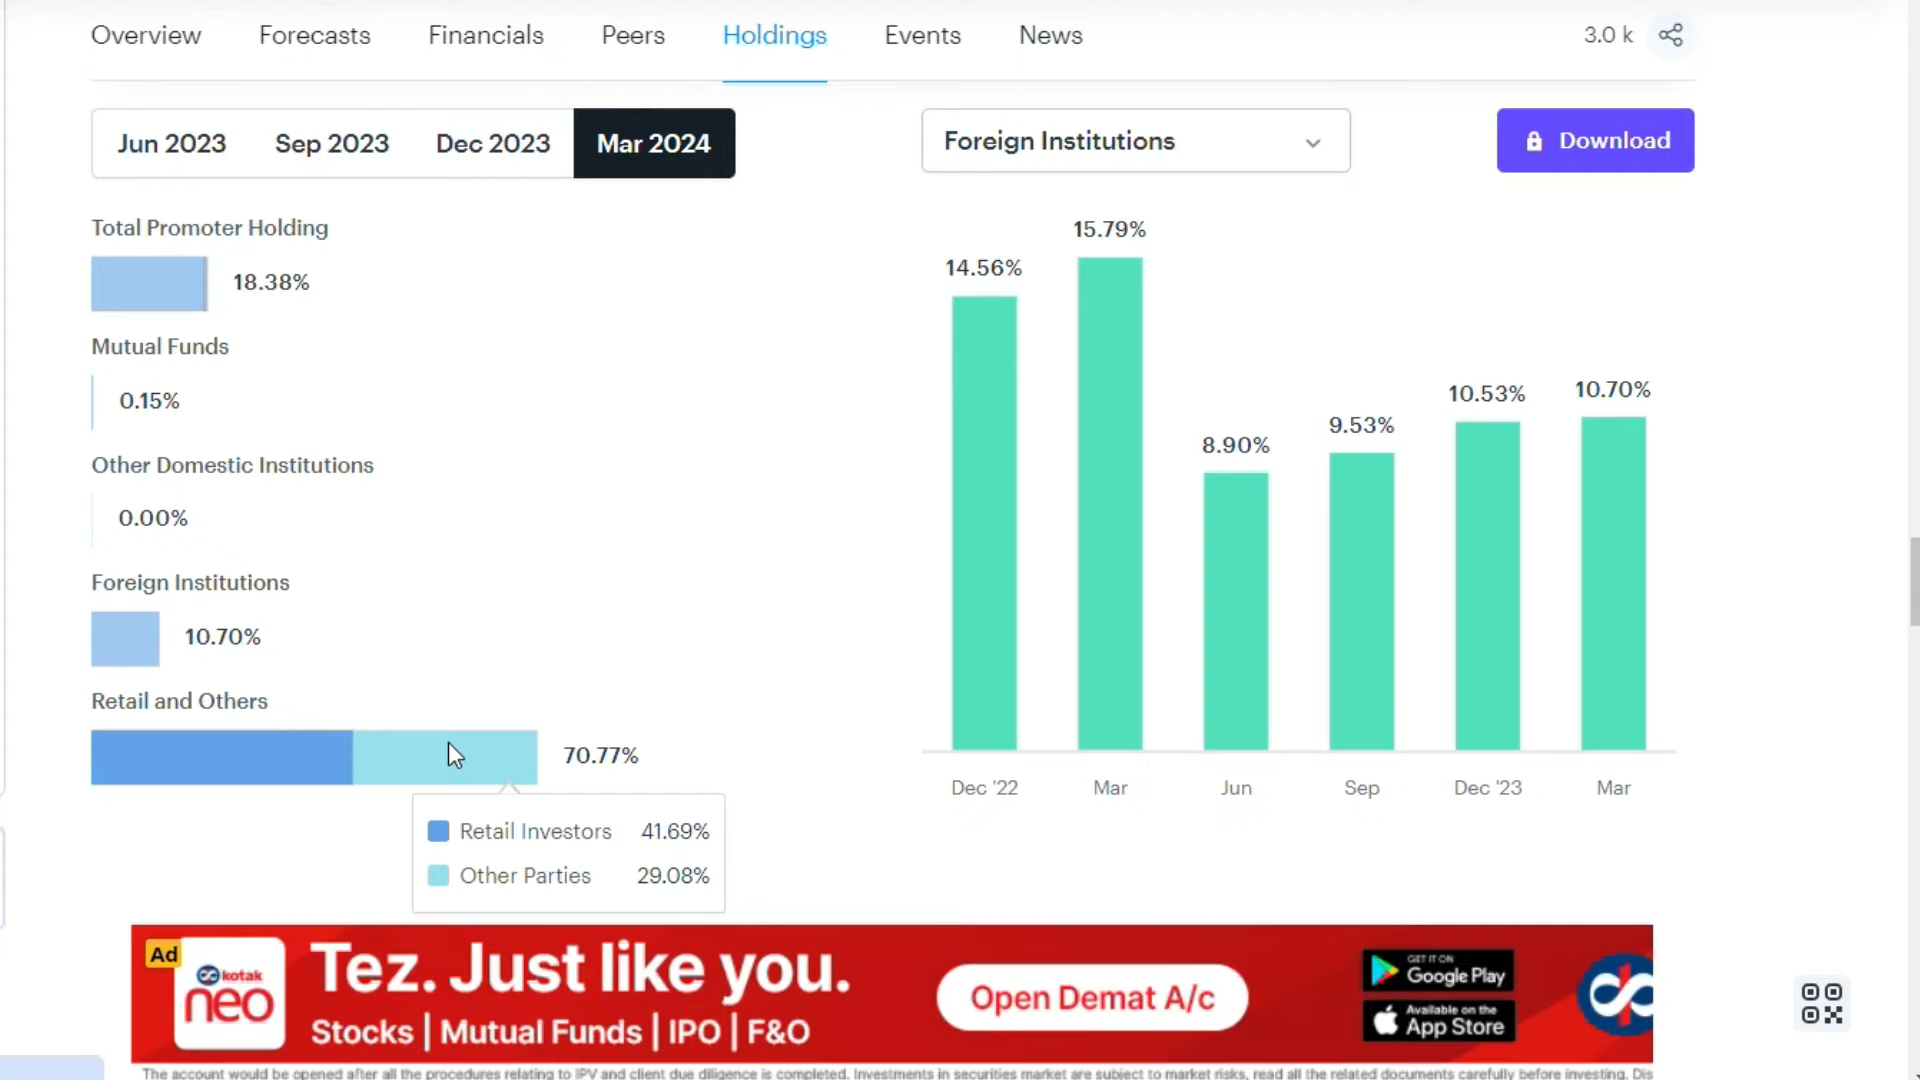 Overview Forecasts Financials Peers Holdings Events News 3.0 k
Jun 2023 Sep 2023 Dec 2023 Mar 2024
Foreign Institutions
Download
Total Promoter Holding
18.38%
Mutual Funds
0.15%
Other Domestic Institutions
0.00%
Foreign Institutions
10.70%
Retail and Others
70.77%
Retail Investors 41.69%
Other Parties 29.08%
14.56% 15.79% 8.90% 9.53% 10.53% 10.70%
Dec '22 Mar Jun Sep Dec '23 Mar
Ad
kotak
neo
Tez. Just like you.
Stocks | Mutual Funds | IPO | F&O
Open Demat A/c
GET IT ON
Google Play
Available on the
App Store
The account would be opened after all the procedures relating to IPV and client due diligence is completed. Investments in securities market are subject to market risks, read all the related documents carefully before investing. Dis